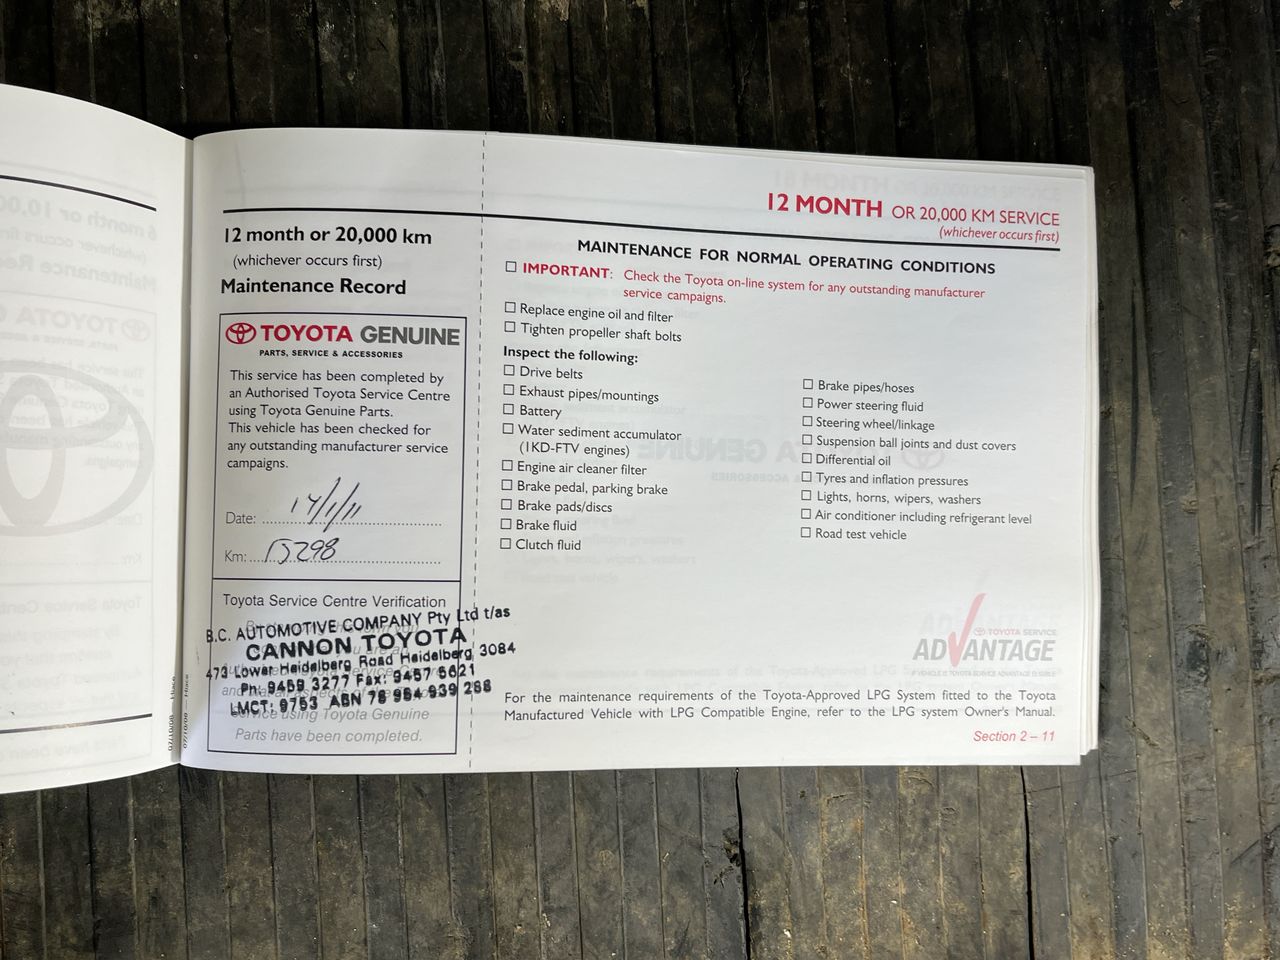 12 month or 20,000 km
(whichever occurs first)
Maintenance Record
TOYOTA GENUINE
PARTS, SERVICE & ACCESSORIES
This service has been completed by
an Authorised Toyota Service Centre
using Toyota Genuine Parts.
This vehicle has been checked for
any outstanding manufacturer service
campaigns.
Date: 14/1/11
Km: 15298
Toyota Service Centre Verification
B.C. AUTOMOTIVE COMPANY Pty Ltd t/as
CANNON TOYOTA
473 Lower Heidelberg Road Heidelberg 3084
Ph: 9459 3277 Fax: 9457 5621
LMCT: 9753 ABN 76 954 939 266
service using Toyota Genuine
Parts have been completed.
07/10/09 — Hiace
12 MONTH OR 20,000 KM SERVICE
(whichever occurs first)
MAINTENANCE FOR NORMAL OPERATING CONDITIONS
IMPORTANT: Check the Toyota on-line system for any outstanding manufacturer
service campaigns.
Replace engine oil and filter
Tighten propeller shaft bolts
Inspect the following:
Drive belts
Exhaust pipes/mountings
Battery
Water sediment accumulator
(1KD-FTV engines)
Engine air cleaner filter
Brake pedal, parking brake
Brake pads/discs
Brake fluid
Clutch fluid
Brake pipes/hoses
Power steering fluid
Steering wheel/linkage
Suspension ball joints and dust covers
Differential oil
Tyres and inflation pressures
Lights, horns, wipers, washers
Air conditioner including refrigerant level
Road test vehicle
TOYOTA SERVICE
ADVANTAGE
For the maintenance requirements of the Toyota-Approved LPG System fitted to the Toyota
Manufactured Vehicle with LPG Compatible Engine, refer to the LPG system Owner's Manual.
Section 2 – 11